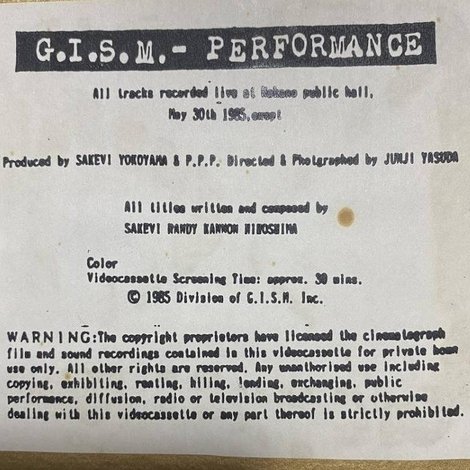 G.I.S.M.- PERFORMANCE
All tracks recorded live at Nakano public hall.
May 30th 1985,exept
Produced by SAKEVI YOKOYAMA & P.P.P. Directed & Photgraphed by JUNJI YASUDA
All titles written and composed by
SAKEVI RANDY KANNON HIROSHIMA
Color
Videocassette Screening Time: approx. 30 mins.
© 1985 Division of G.I.S.M. Inc.
WARNING:The copyright proprietors have licensed the cinematograph
film and sound recordings contained in this videocassette for private home
use only. All other rights are reserved. Any unauthorised use including
copying, exhibiting, renting, hiling, lending, exchanging, public
performance, diffusion, radio or television broadcasting or otherwise
dealing with this videocassette or any part thereof is strictly prohibited.